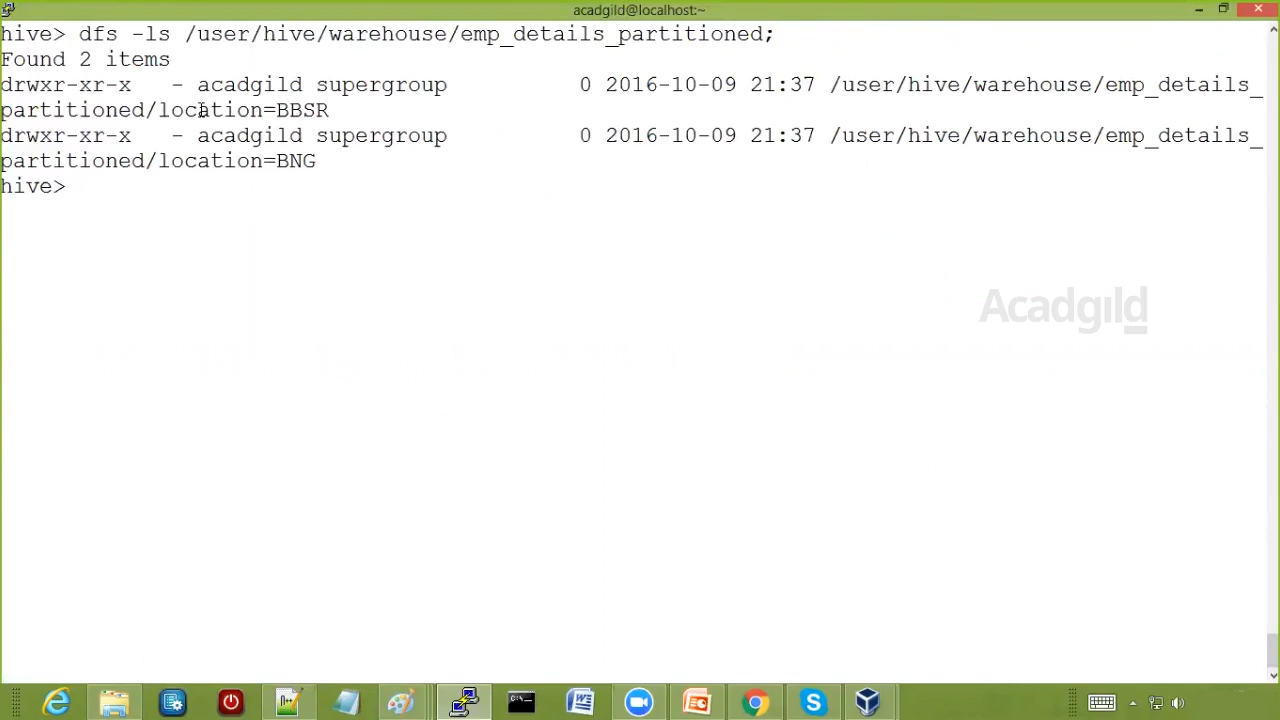 acadgild@localhost:~
hive> dfs -ls /user/hive/warehouse/emp_details_partitioned;
Found 2 items
drwxr-xr-x   - acadgild supergroup          0 2016-10-09 21:37 /user/hive/warehouse/emp_details_
partitioned/location=BBSR
drwxr-xr-x   - acadgild supergroup          0 2016-10-09 21:37 /user/hive/warehouse/emp_details_
partitioned/location=BNG
hive>
Acadgild